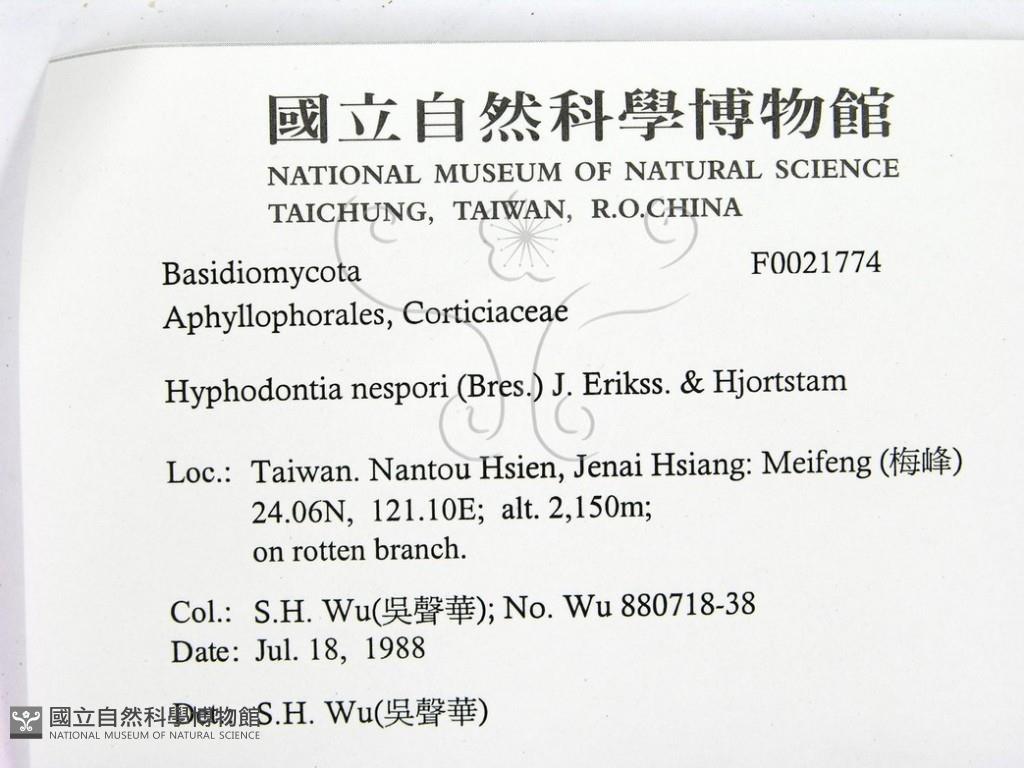 國立自然科學博物館
NATIONAL MUSEUM OF NATURAL SCIENCE
TAICHUNG, TAIWAN, R.O.CHINA
Basidiomycota F0021774
Aphyllophorales, Corticiaceae
Hyphodontia nespori (Bres.) J. Erikss. & Hjortstam
Loc.: Taiwan. Nantou Hsien, Jenai Hsiang: Meifeng (梅峰)
24.06N, 121.10E; alt. 2,150m;
on rotten branch.
Col.: S.H. Wu(吳聲華); No. Wu 880718-38
Date: Jul. 18, 1988
Det.: S.H. Wu(吳聲華)
國立自然科學博物館
NATIONAL MUSEUM OF NATURAL SCIENCE